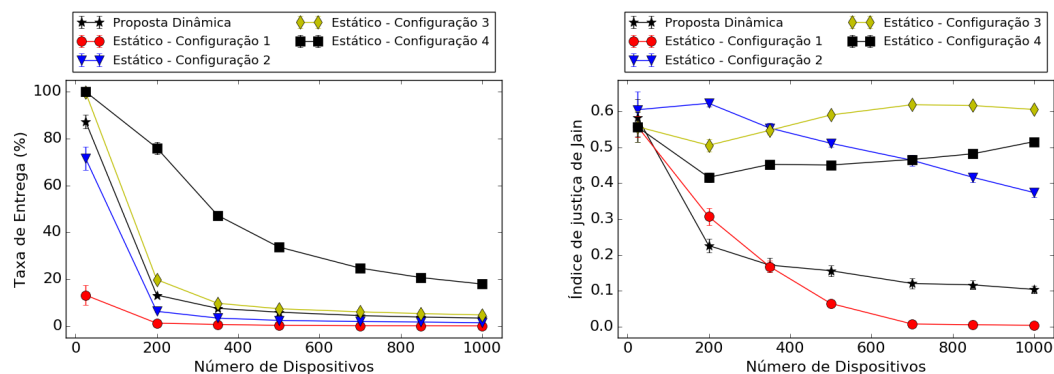 Proposta Dinâmica
Estático - Configuração 1
Estático - Configuração 2
Estático - Configuração 3
Estático - Configuração 4
Taxa de Entrega (%)
100
80
60
40
20
0
0 200 400 600 800 1000
Número de Dispositivos
Proposta Dinâmica
Estático - Configuração 1
Estático - Configuração 2
Estático - Configuração 3
Estático - Configuração 4
Índice de justiça de Jain
0.6
0.5
0.4
0.3
0.2
0.1
0.0
0 200 400 600 800 1000
Número de Dispositivos